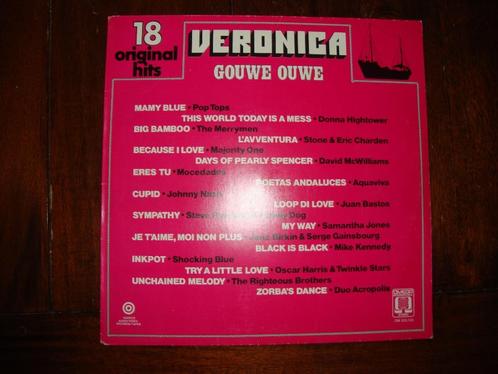 18
original
hits
VERONICA
GOUWE OUWE
MAMY BLUE • Pop Tops
THIS WORLD TODAY IS A MESS • Donna Hightower
BIG BAMBOO • The Merrymen
L'AVVENTURA • Stone & Eric Charden
BECAUSE I LOVE • Majority One
DAYS OF PEARLY SPENCER • David McWilliams
ERES TU • Mocedades
POETAS ANDALUCES • Aquaviva
CUPID • Johnny Nash
LOOP DI LOVE • Juan Bastos
SYMPATHY • Steve Dog
MY WAY • Samantha Jones
JE T'AIME, MOI NON PLUS • Jane Birkin & Serge Gainsbourg
BLACK IS BLACK • Mike Kennedy
INKPOT • Shocking Blue
TRY A LITTLE LOVE • Oscar Harris & Twinkle Stars
UNCHAINED MELODY • The Righteous Brothers
ZORBA'S DANCE • Duo Acropolis
OMEGA